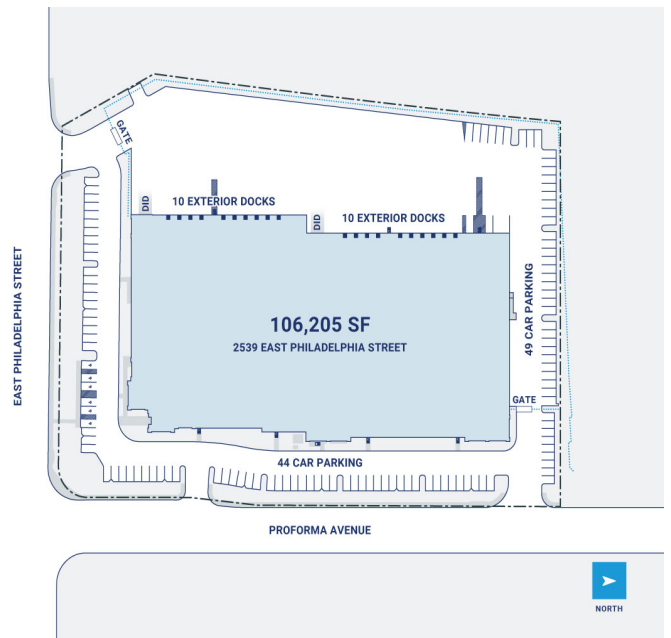 GATE
DID
10 EXTERIOR DOCKS
DID
10 EXTERIOR DOCKS
EAST PHILADELPHIA STREET
106,205 SF
2539 EAST PHILADELPHIA STREET
49 CAR PARKING
GATE
44 CAR PARKING
PROFORMA AVENUE
NORTH